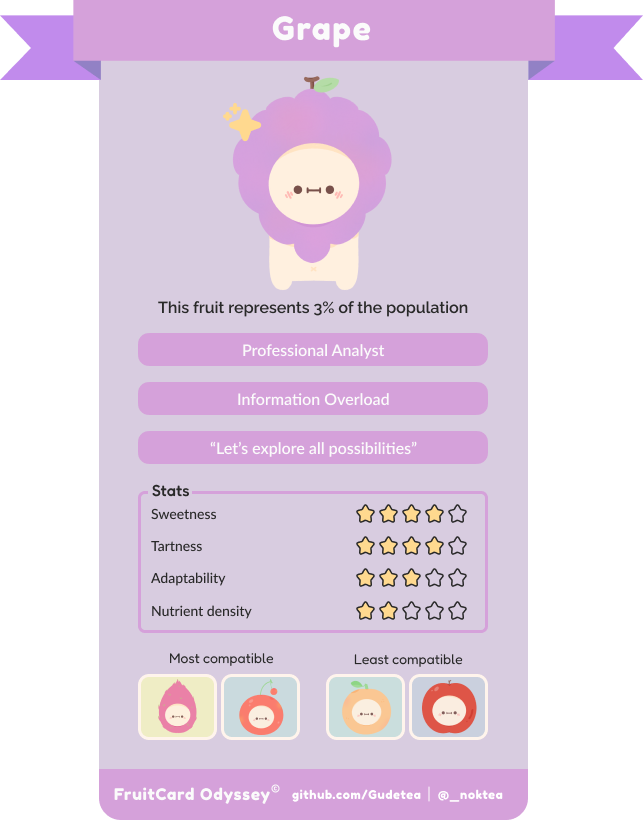 Grape
This fruit represents 3% of the population
Professional Analyst
Information Overload
“Let’s explore all possibilities”
Stats
Sweetness
Tartness
Adaptability
Nutrient density
Most compatible
Least compatible
FruitCard Odyssey© github.com/Gudetea | @_noktea